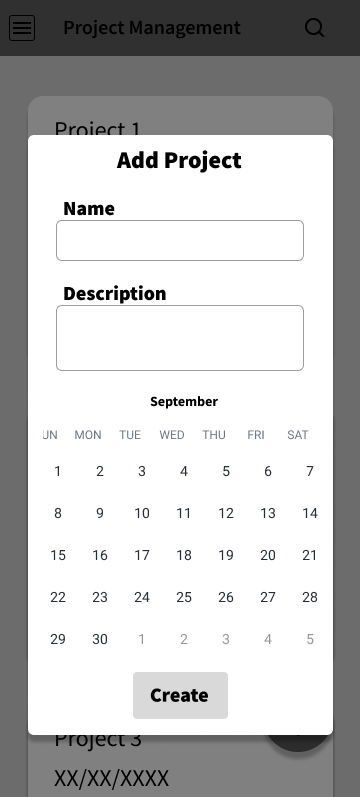 Project Management
Project 1
Add Project
Name
Description
September
UN MON TUE WED THU FRI SAT
1 2 3 4 5 6 7
8 9 10 11 12 13 14
15 16 17 18 19 20 21
22 23 24 25 26 27 28
29 30 1 2 3 4 5
Create
Project 3
XX/XX/XXXX